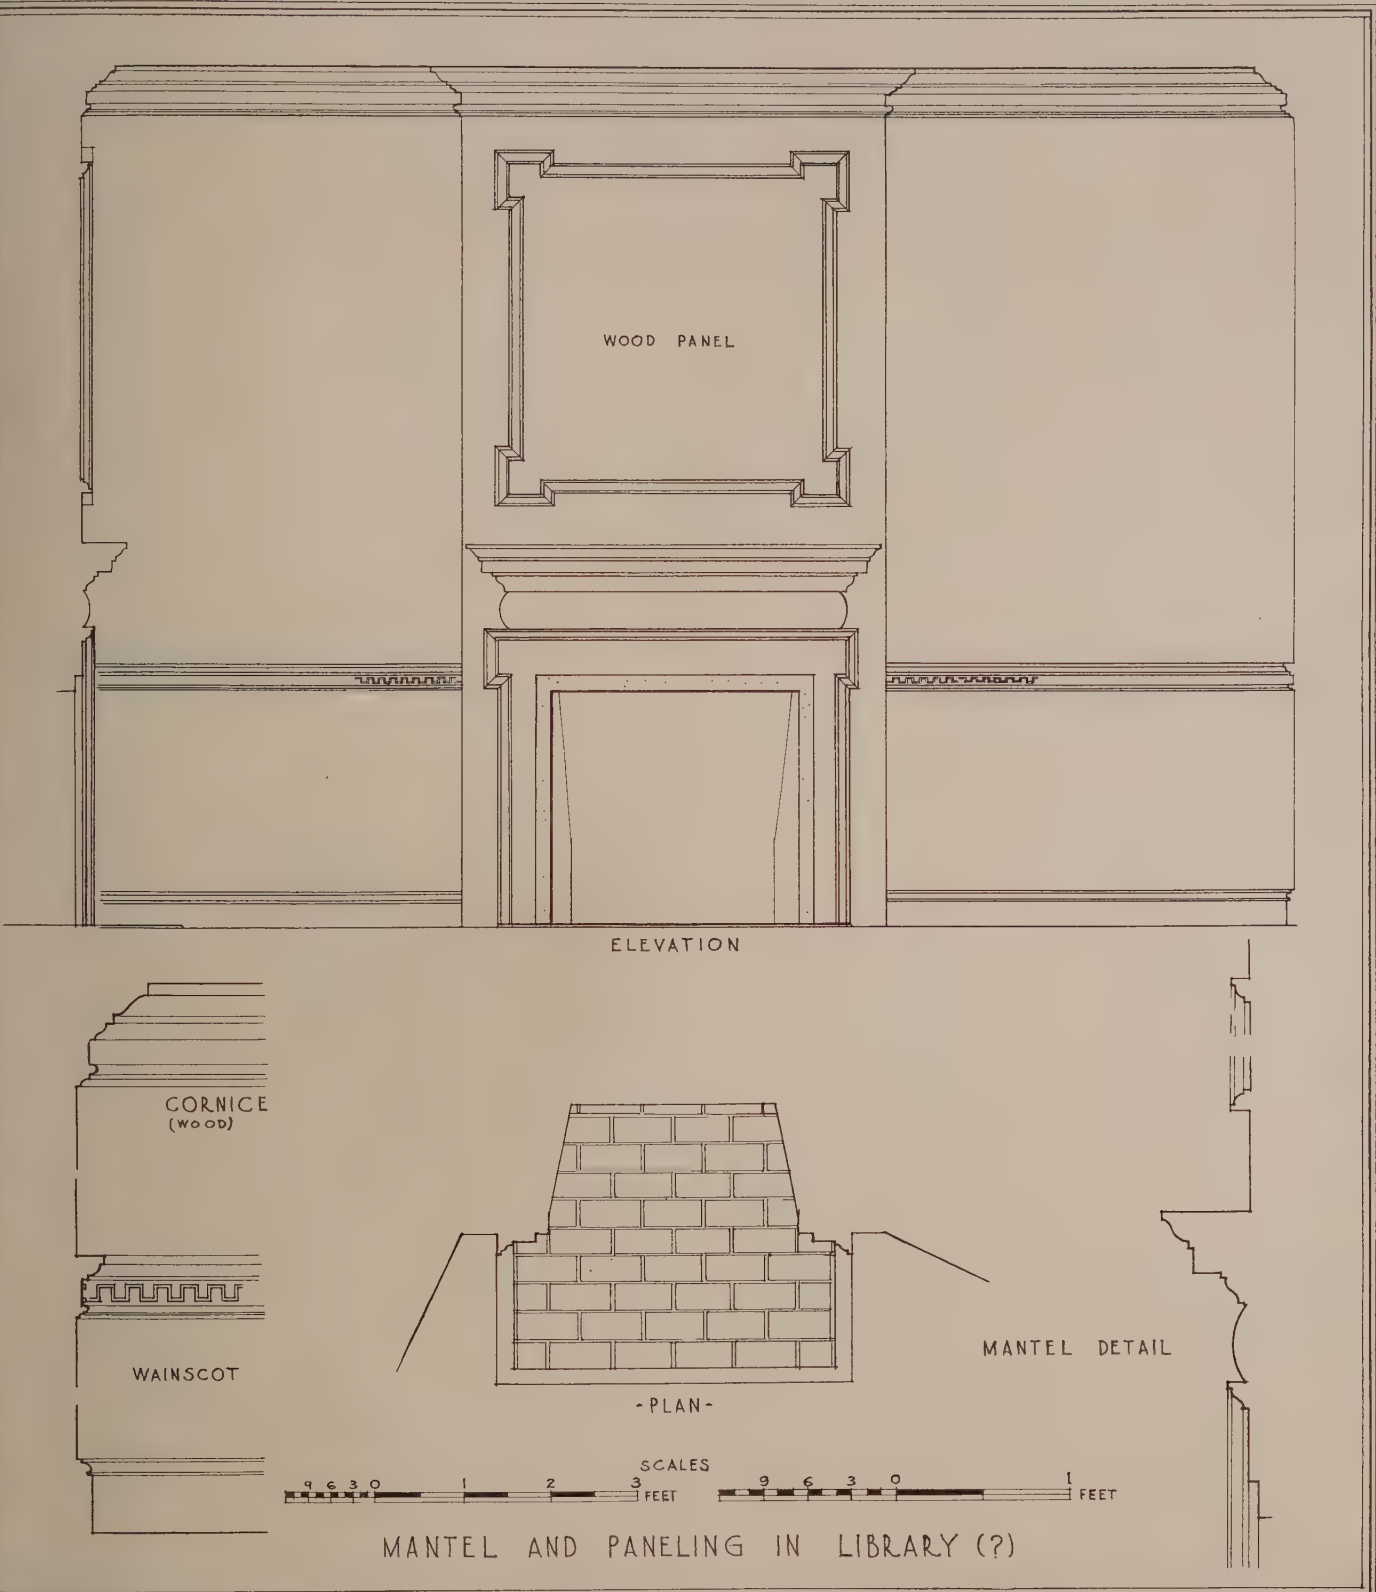 WOOD PANEL
ELEVATION
CORNICE
(WOOD)
WAINSCOT
MANTEL DETAIL
-PLAN-
SCALES
9 6 3 0 1 2 3 FEET
9 6 3 0 1 FEET
MANTEL AND PANELING IN LIBRARY (?)